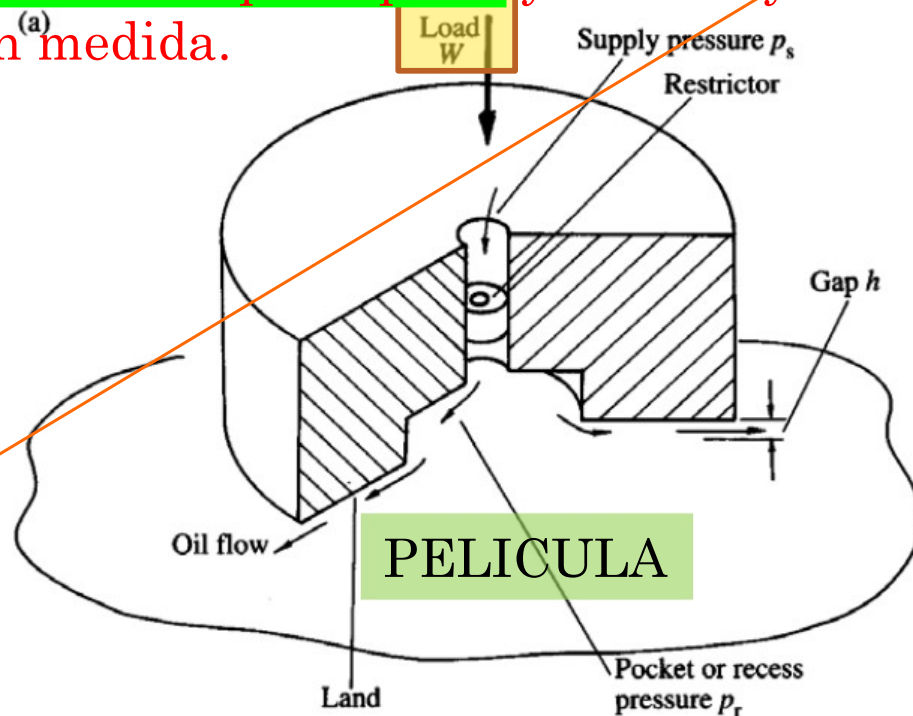 (a)
n medida.
Load
W
Supply pressure pₛ
Restrictor
Gap h
Oil flow
PELICULA
Land
Pocket or recess
pressure pᵣ